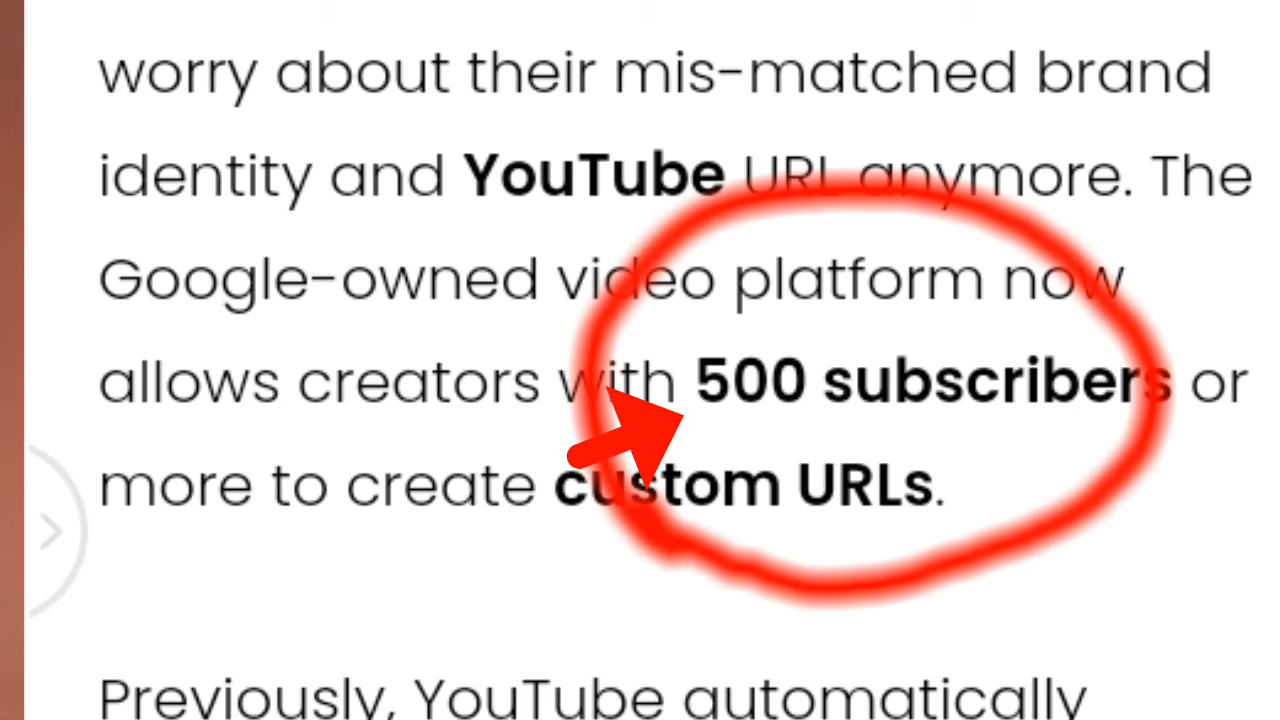 worry about their mis-matched brand
identity and YouTube URL anymore. The
Google-owned video platform now
allows creators with 500 subscribers or
more to create custom URLs.
Previously, YouTube automatically